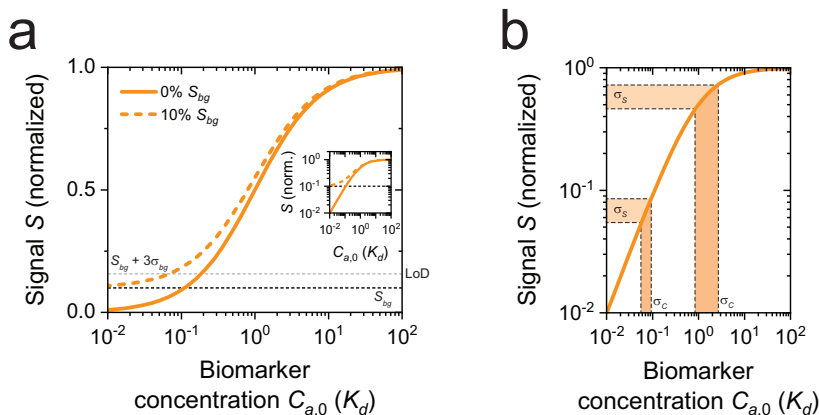 a
Signal S (normalized)
1.0
0.5
0.0
0% S_bg
10% S_bg
S_bg + 3σ_bg
LoD
S_bg
S (norm.)
10^0
10^-1
10^-2
10^-2 10^0 10^2
C_a,0 (K_d)
10^-2 10^-1 10^0 10^1 10^2
Biomarker
concentration C_a,0 (K_d)
b
Signal S (normalized)
10^0
10^-1
10^-2
σ_S
σ_S
σ_C
σ_C
10^-2 10^-1 10^0 10^1 10^2
Biomarker
concentration C_a,0 (K_d)